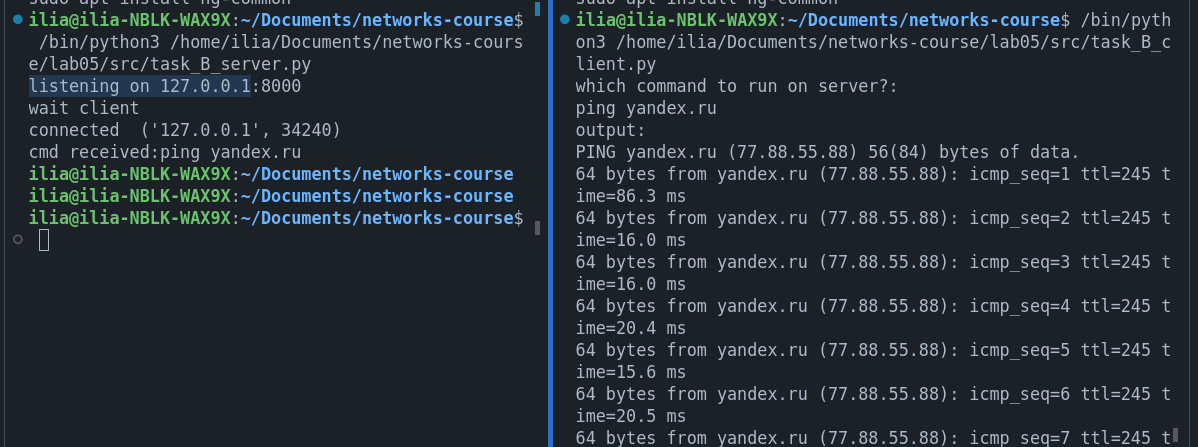 sudo apt install ng-common
ilia@ilia-NBLK-WAX9X:~/Documents/networks-course$
/bin/python3 /home/ilia/Documents/networks-cours
e/lab05/src/task_B_server.py
listening on 127.0.0.1:8000
wait client
connected  ('127.0.0.1', 34240)
cmd received:ping yandex.ru
ilia@ilia-NBLK-WAX9X:~/Documents/networks-course
ilia@ilia-NBLK-WAX9X:~/Documents/networks-course
ilia@ilia-NBLK-WAX9X:~/Documents/networks-course$
sudo apt install ng-common
ilia@ilia-NBLK-WAX9X:~/Documents/networks-course$ /bin/pyth
on3 /home/ilia/Documents/networks-course/lab05/src/task_B_c
lient.py
which command to run on server?:
ping yandex.ru
output:
PING yandex.ru (77.88.55.88) 56(84) bytes of data.
64 bytes from yandex.ru (77.88.55.88): icmp_seq=1 ttl=245 t
ime=86.3 ms
64 bytes from yandex.ru (77.88.55.88): icmp_seq=2 ttl=245 t
ime=16.0 ms
64 bytes from yandex.ru (77.88.55.88): icmp_seq=3 ttl=245 t
ime=16.0 ms
64 bytes from yandex.ru (77.88.55.88): icmp_seq=4 ttl=245 t
ime=20.4 ms
64 bytes from yandex.ru (77.88.55.88): icmp_seq=5 ttl=245 t
ime=15.6 ms
64 bytes from yandex.ru (77.88.55.88): icmp_seq=6 ttl=245 t
ime=20.5 ms
64 bytes from yandex.ru (77.88.55.88): icmp_seq=7 ttl=245 t